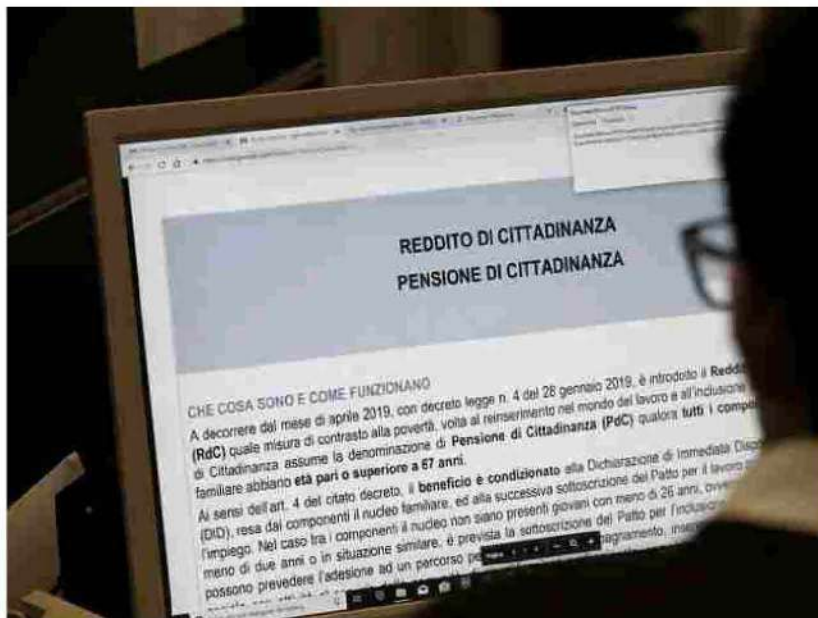 REDDITO DI CITTADINANZA
PENSIONE DI CITTADINANZA
CHE COSA SONO E COME FUNZIONANO
A decorrere dal mese di aprile 2019, con decreto legge n. 4 del 28 gennaio 2019, è introdotto il Reddi
(RdC) quale misura di contrasto alla povertà, volta al reinserimento nel mondo del lavoro e all'inclusione
di Cittadinanza assume la denominazione di Pensione di Cittadinanza (PdC) qualora tutti i compo
familiare abbiano età pari o superiore a 67 anni.
Ai sensi dell'art. 4 del citato decreto, il beneficio è condizionato alla Dichiarazione di Immediata Dispo
(DID), resa dai componenti il nucleo familiare, ed alla successiva sottoscrizione del Patto per il lavoro
l'impiego. Nel caso tra i componenti il nucleo non siano presenti giovani con meno di 26 anni, ovve
meno di due anni o in situazione similare, è prevista la sottoscrizione del Patto per l'inclusion
possono prevedere l'adesione ad un percorso pe pagnamento, inse